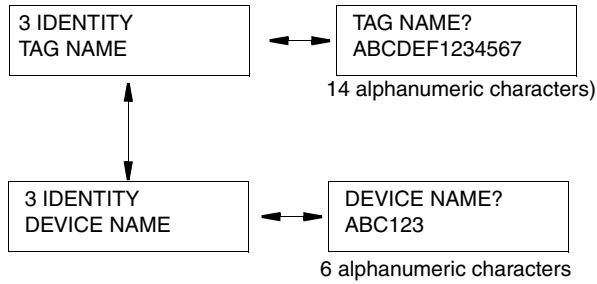 3 IDENTITY
TAG NAME
TAG NAME?
ABCDEF1234567
14 alphanumeric characters)
3 IDENTITY
DEVICE NAME
DEVICE NAME?
ABC123
6 alphanumeric characters